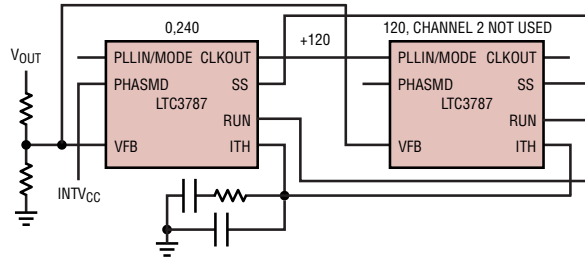 0,240
120, CHANNEL 2 NOT USED
+120
VOUT
PLLIN/MODE CLKOUT
PHASMD SS
LTC3787
RUN
VFB ITH
INTVCC
PLLIN/MODE CLKOUT
PHASMD SS
LTC3787
RUN
VFB ITH